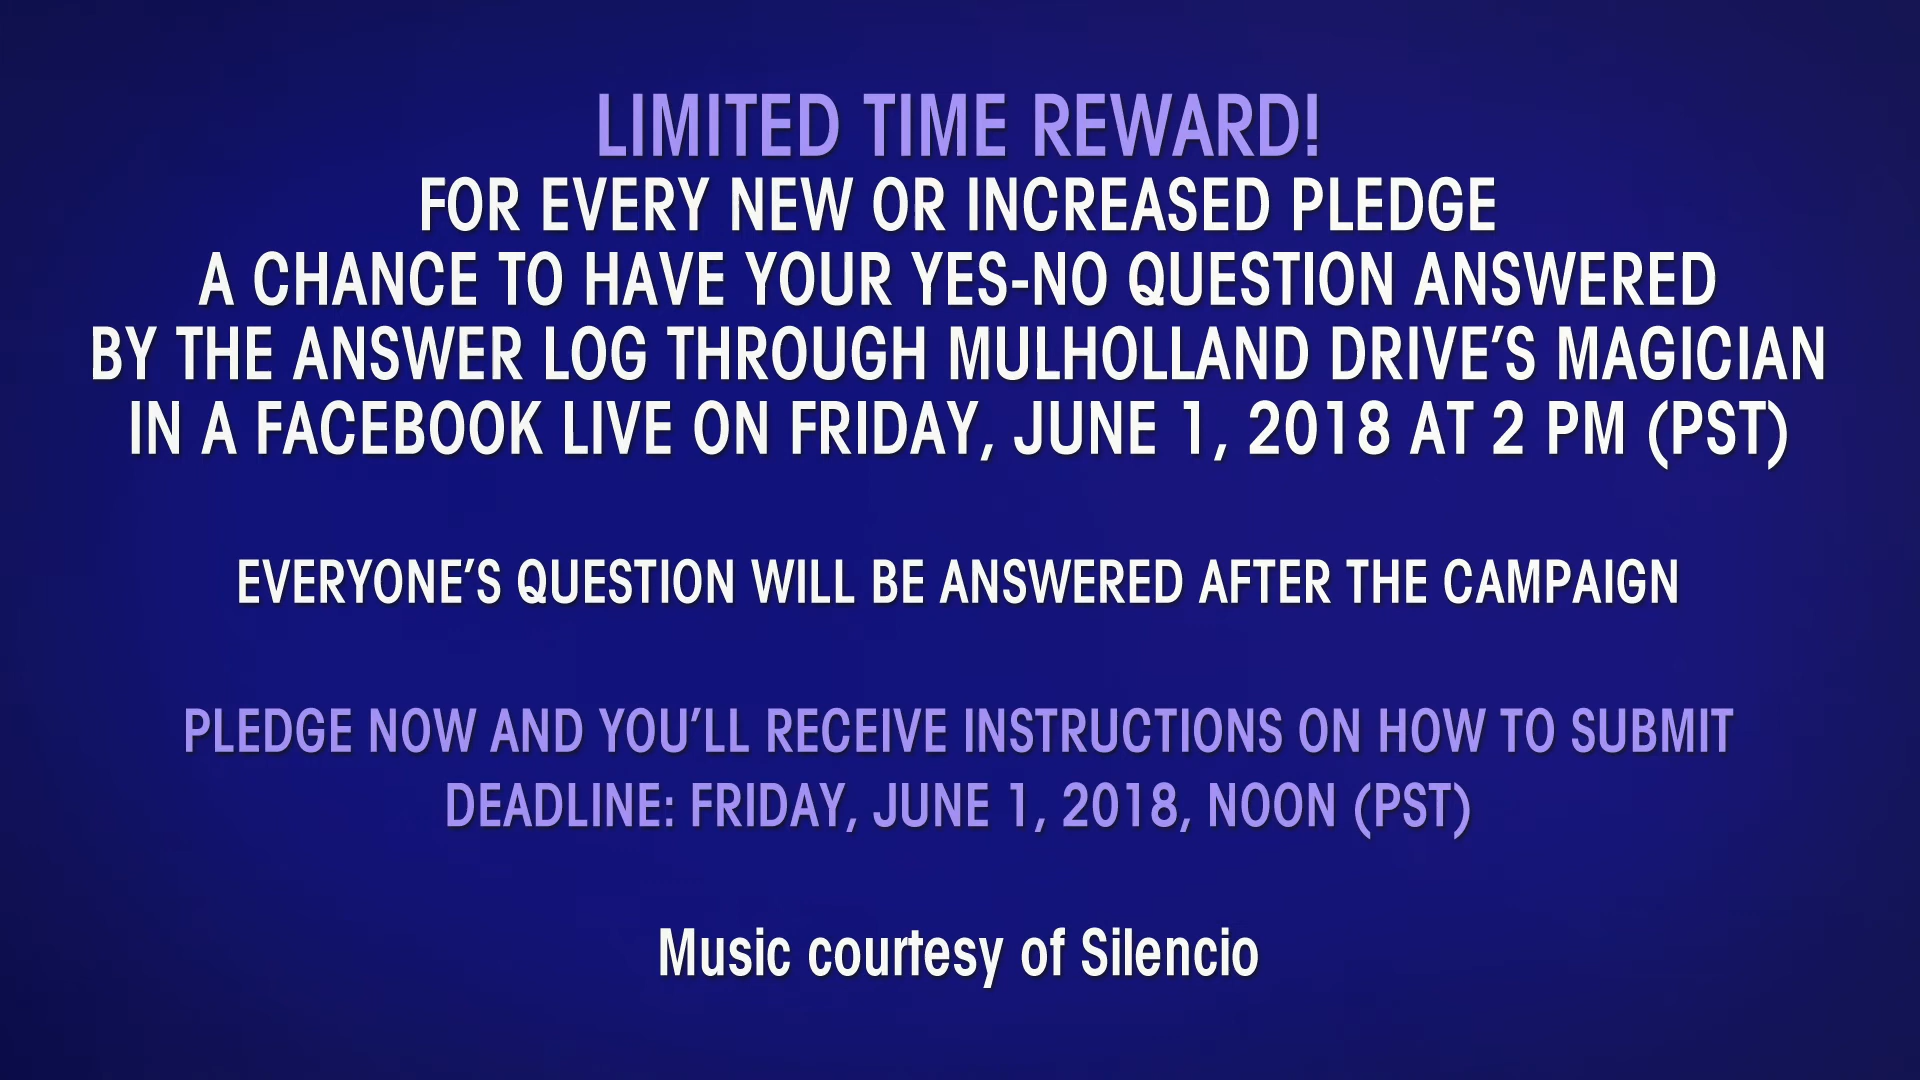 LIMITED TIME REWARD!
FOR EVERY NEW OR INCREASED PLEDGE
A CHANCE TO HAVE YOUR YES-NO QUESTION ANSWERED
BY THE ANSWER LOG THROUGH MULHOLLAND DRIVE’S MAGICIAN
IN A FACEBOOK LIVE ON FRIDAY, JUNE 1, 2018 AT 2 PM (PST)
EVERYONE’S QUESTION WILL BE ANSWERED AFTER THE CAMPAIGN
PLEDGE NOW AND YOU’LL RECEIVE INSTRUCTIONS ON HOW TO SUBMIT
DEADLINE: FRIDAY, JUNE 1, 2018, NOON (PST)
Music courtesy of Silencio